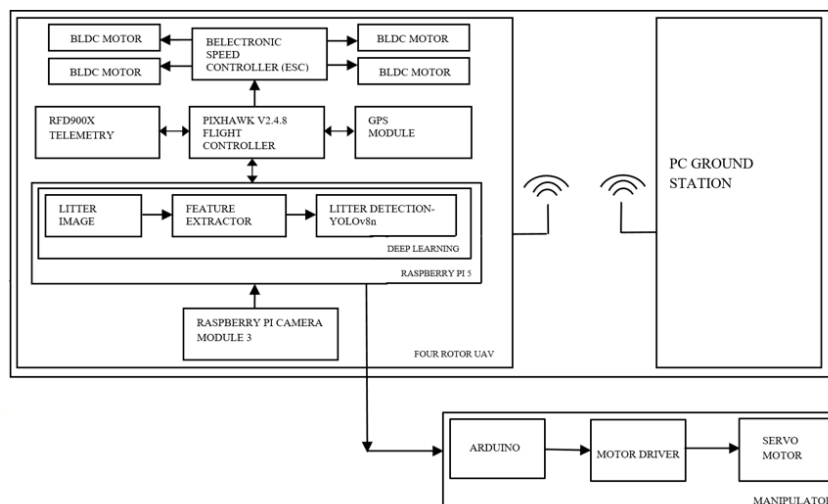 BLDC MOTOR
BELECTRONIC
SPEED
CONTROLLER (ESC)
BLDC MOTOR
BLDC MOTOR
BLDC MOTOR
RFD900X
TELEMETRY
PIXHAWK V2.4.8
FLIGHT
CONTROLLER
GPS
MODULE
PC GROUND
STATION
LITTER
IMAGE
FEATURE
EXTRACTOR
LITTER DETECTION-
YOLOv8n
DEEP LEARNING
RASPBERRY PI 5
RASPBERRY PI CAMERA
MODULE 3
FOUR ROTOR UAV
ARDUINO
MOTOR DRIVER
SERVO
MOTOR
MANIPULATOR